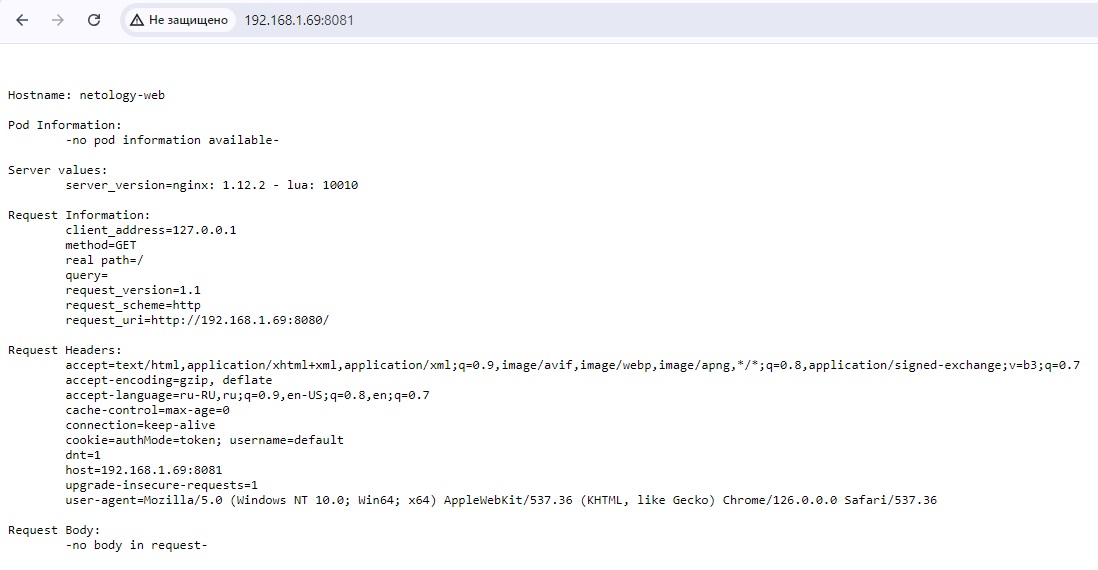 Не защищено 192.168.1.69:8081
Hostname: netology-web
Pod Information:
-no pod information available-
Server values:
server_version=nginx: 1.12.2 - lua: 10010
Request Information:
client_address=127.0.0.1
method=GET
real path=/
query=
request_version=1.1
request_scheme=http
request_uri=http://192.168.1.69:8080/
Request Headers:
accept=text/html,application/xhtml+xml,application/xml;q=0.9,image/avif,image/webp,image/apng,*/*;q=0.8,application/signed-exchange;v=b3;q=0.7
accept-encoding=gzip, deflate
accept-language=ru-RU,ru;q=0.9,en-US;q=0.8,en;q=0.7
cache-control=max-age=0
connection=keep-alive
cookie=authMode=token; username=default
dnt=1
host=192.168.1.69:8081
upgrade-insecure-requests=1
user-agent=Mozilla/5.0 (Windows NT 10.0; Win64; x64) AppleWebKit/537.36 (KHTML, like Gecko) Chrome/126.0.0.0 Safari/537.36
Request Body:
-no body in request-